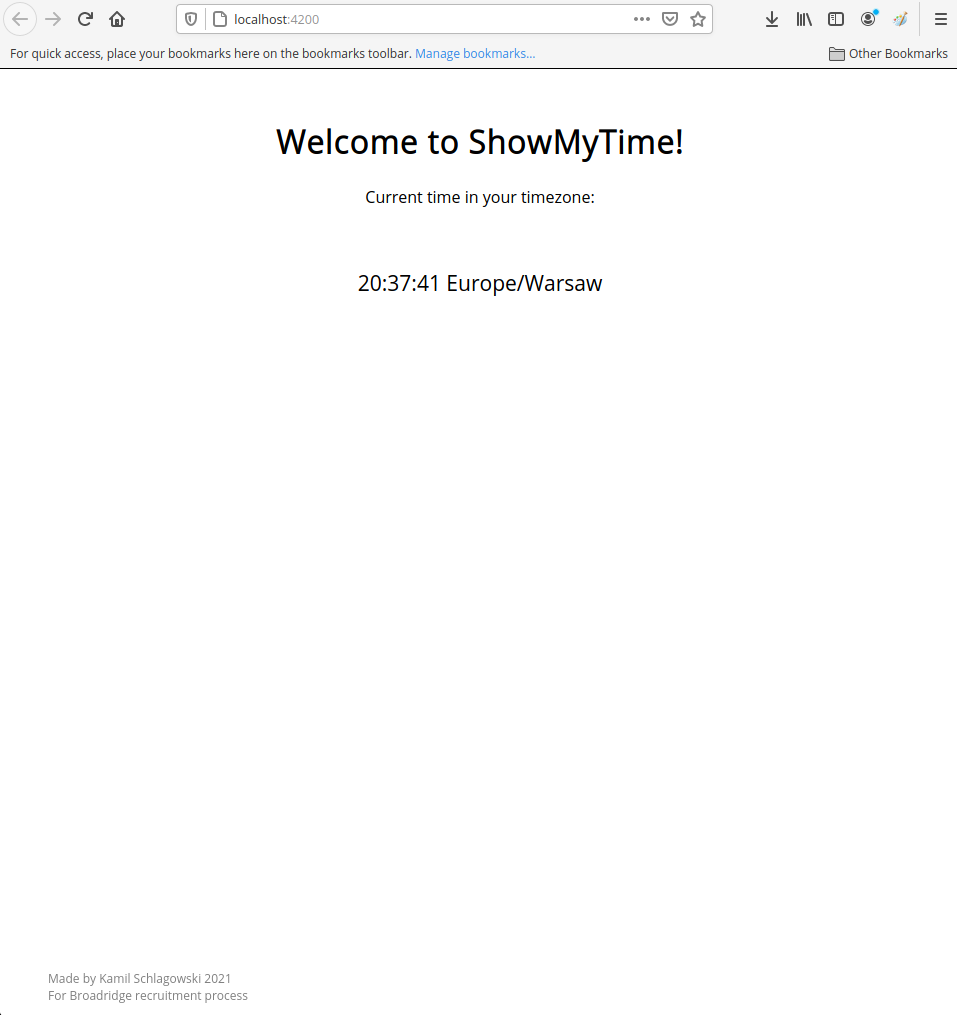 localhost:4200
For quick access, place your bookmarks here on the bookmarks toolbar. Manage bookmarks...
Other Bookmarks
Welcome to ShowMyTime!
Current time in your timezone:
20:37:41 Europe/Warsaw
Made by Kamil Schlagowski 2021
For Broadridge recruitment process